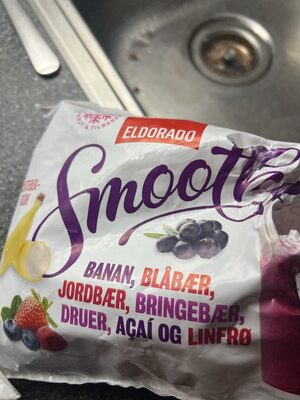 ELDORADO
Smooth
BANAN, BLÅBÆR,
JORDBÆR, BRINGEBÆR,
DRUER, AÇAÍ OG LINFRØ